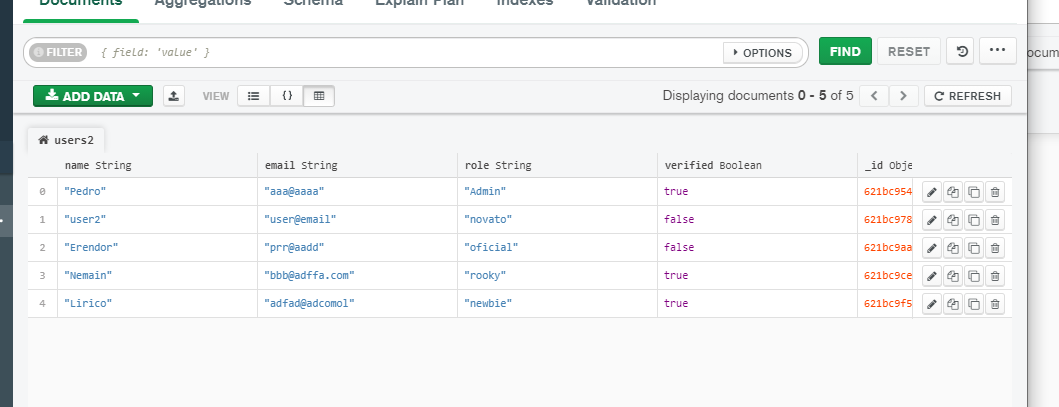 Documents Aggregations Schema Explain Plan Indexes Validation
FILTER { field: 'value' } OPTIONS FIND RESET ...
ADD DATA VIEW {} Displaying documents 0 - 5 of 5 < > REFRESH
users2
name String email String role String verified Boolean _id Obje
0 "Pedro" "aaa@aaaa" "Admin" true 621bc954
1 "user2" "user@email" "novato" false 621bc978
2 "Erendor" "prr@aadd" "oficial" false 621bc9aa
3 "Nemain" "bbb@adffa.com" "rooky" true 621bc9ce
4 "Lirico" "adfad@adcomol" "newbie" true 621bc9f5